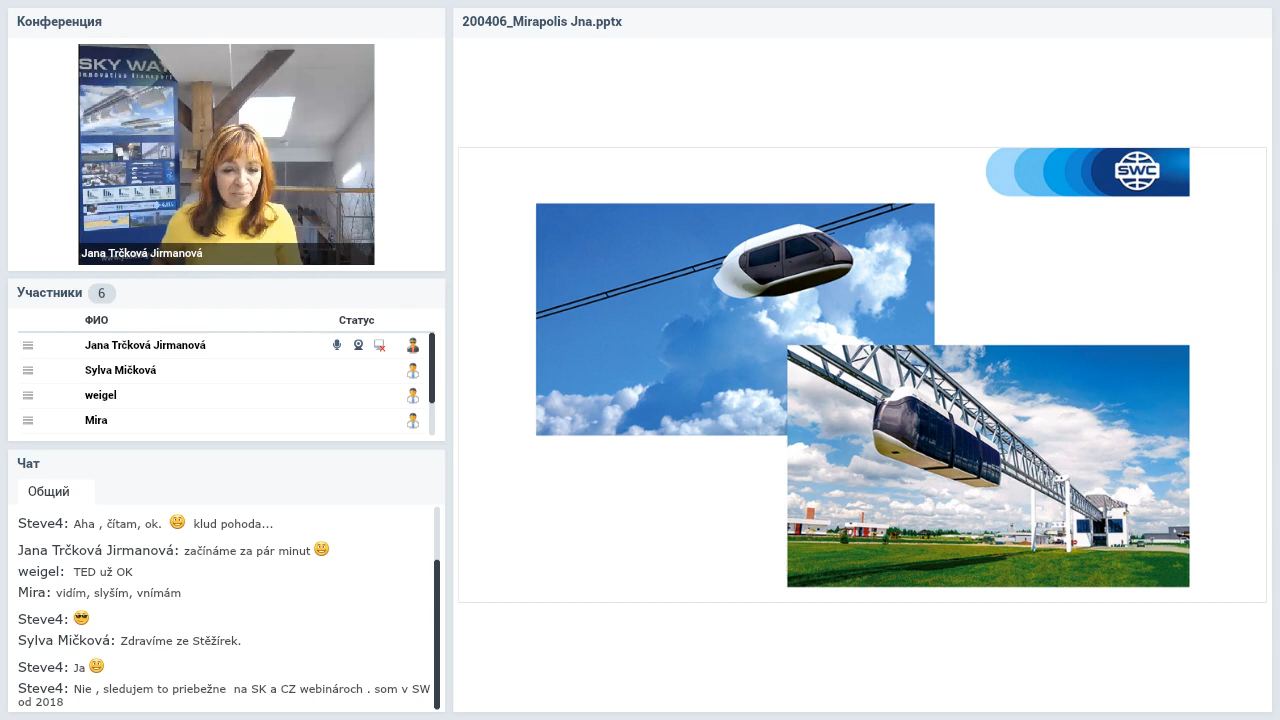 Конференция
SKY WAY
Innovative Transport
Jana Trčková Jirmanová
Участники 6
ФИО Статус
Jana Trčková Jirmanová
Sylva Mičková
weigel
Mira
Чат
Общий
Steve4: Aha , čítam, ok. klud pohoda...
Jana Trčková Jirmanová: začínáme za pár minut
weigel: TED už OK
Mira: vidím, slyším, vnímám
Steve4:
Sylva Mičková: Zdravíme ze Stěžírek.
Steve4: Ja
Steve4: Nie , sledujem to priebežne na SK a CZ webinároch . som v SW
od 2018
200406_Mirapolis Jna.pptx
SWC